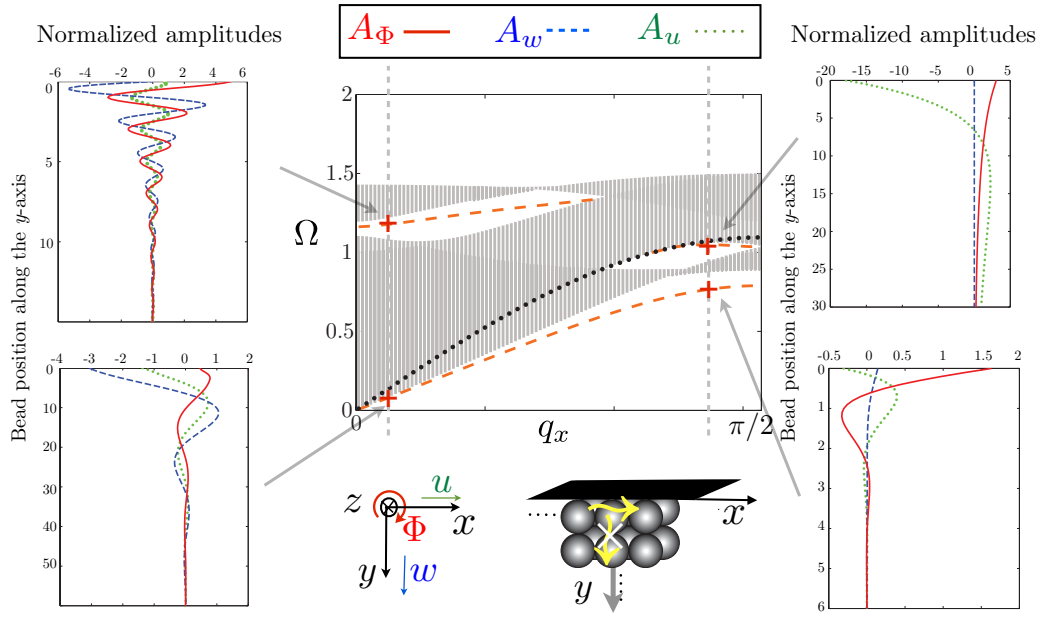 A_Φ A_w A_u
Normalized amplitudes
-6 -4 -2 0 2 4 6
0
5
10
Bead position along the y-axis
-4 -3 -2 -1 0 1 2
0
10
20
30
40
50
2
1.5
Ω
1
0.5
0
0 q_x π/2
Normalized amplitudes
-20 -15 -10 -5 0 5
0
5
10
15
20
25
30
Bead position along the y-axis
-0.5 0 0.5 1 1.5 2
0
1
2
3
4
5
6
u
z
x
Φ
y
w
x
y